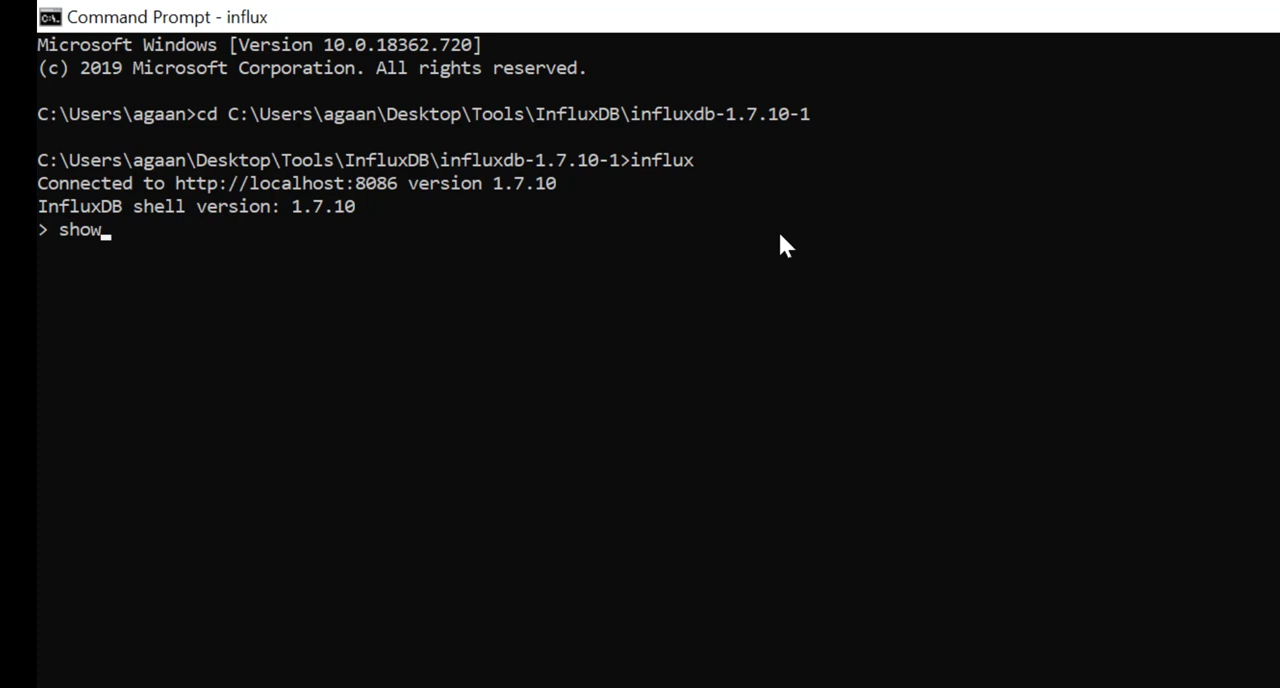 Command Prompt - influx
Microsoft Windows [Version 10.0.18362.720]
(c) 2019 Microsoft Corporation. All rights reserved.
C:\Users\agaan>cd C:\Users\agaan\Desktop\Tools\InfluxDB\influxdb-1.7.10-1
C:\Users\agaan\Desktop\Tools\InfluxDB\influxdb-1.7.10-1>influx
Connected to http://localhost:8086 version 1.7.10
InfluxDB shell version: 1.7.10
> show